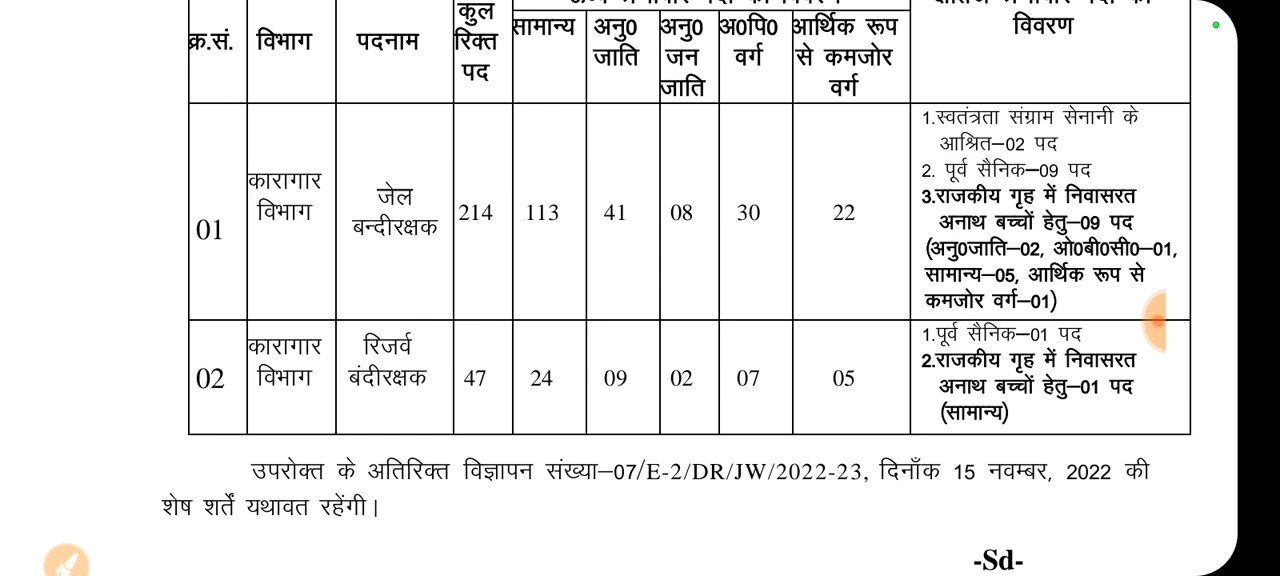 कुल रिक्त पद
क्र.सं. विभाग पदनाम सामान्य अनु0 जाति अनु0 जन जाति अ0पि0 वर्ग आर्थिक रूप से कमजोर वर्ग विवरण
01 कारागार विभाग जेल बन्दीरक्षक 214 113 41 08 30 22
1.स्वतंत्रता संग्राम सेनानी के
आश्रित–02 पद
2. पूर्व सैनिक–09 पद
3.राजकीय गृह में निवासरत
अनाथ बच्चों हेतु–09 पद
(अनु0जाति–02, ओ0बी0सी0–01,
सामान्य–05, आर्थिक रूप से
कमजोर वर्ग–01)
02 कारागार विभाग रिजर्व बंदीरक्षक 47 24 09 02 07 05
1.पूर्व सैनिक–01 पद
2.राजकीय गृह में निवासरत
अनाथ बच्चों हेतु–01 पद
(सामान्य)
उपरोक्त के अतिरिक्त विज्ञापन संख्या–07/E-2/DR/JW/2022-23, दिनाँक 15 नवम्बर, 2022 की
शेष शर्तें यथावत रहेंगी।
-Sd-